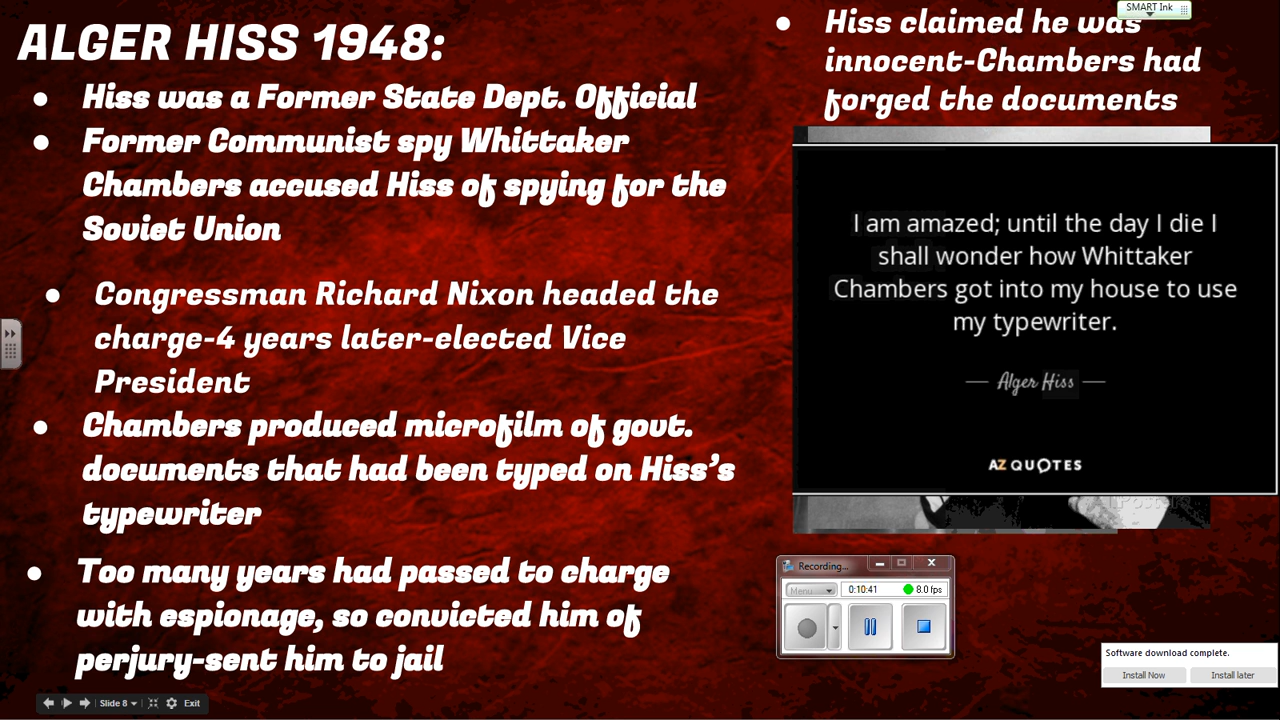 ALGER HISS 1948:
Hiss was a Former State Dept. Official
Former Communist spy Whittaker
Chambers accused Hiss of spying for the
Soviet Union
Congressman Richard Nixon headed the
charge-4 years later-elected Vice
President
Chambers produced microfilm of govt.
documents that had been typed on Hiss's
typewriter
Too many years had passed to charge
with espionage, so convicted him of
perjury-sent him to jail
SMART Ink
Hiss claimed he was
innocent-Chambers had
forged the documents
I am amazed; until the day I die I
shall wonder how Whittaker
Chambers got into my house to use
my typewriter.
Alger Hiss
AZ QUOTES
Recording...
Menu
0:10:41
8.0 fps
Software download complete.
Install Now
Install later
Slide 8
Exit